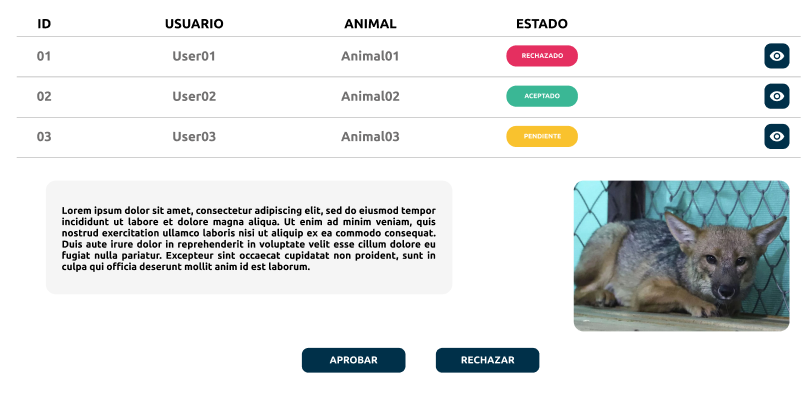 ID USUARIO ANIMAL ESTADO
01 User01 Animal01 RECHAZADO
02 User02 Animal02 ACEPTADO
03 User03 Animal03 PENDIENTE
Lorem ipsum dolor sit amet, consectetur adipiscing elit, sed do eiusmod tempor
incididunt ut labore et dolore magna aliqua. Ut enim ad minim veniam, quis
nostrud exercitation ullamco laboris nisi ut aliquip ex ea commodo consequat.
Duis aute irure dolor in reprehenderit in voluptate velit esse cillum dolore eu
fugiat nulla pariatur. Excepteur sint occaecat cupidatat non proident, sunt in
culpa qui officia deserunt mollit anim id est laborum.
APROBAR RECHAZAR